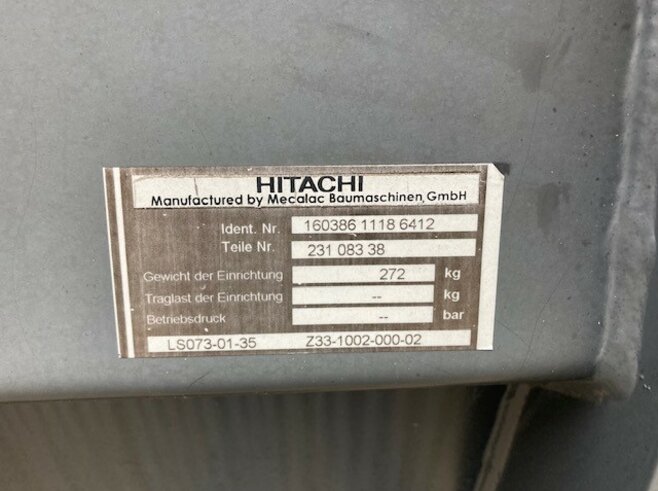 HITACHI
Manufactured by Mecalac Baumaschinen, GmbH
Ident. Nr. 160386 1118 6412
Teile Nr. 231 083 38
Gewicht der Einrichtung 272 kg
Traglast der Einrichtung -- kg
Betriebsdruck -- bar
LS073-01-35 Z33-1002-000-02